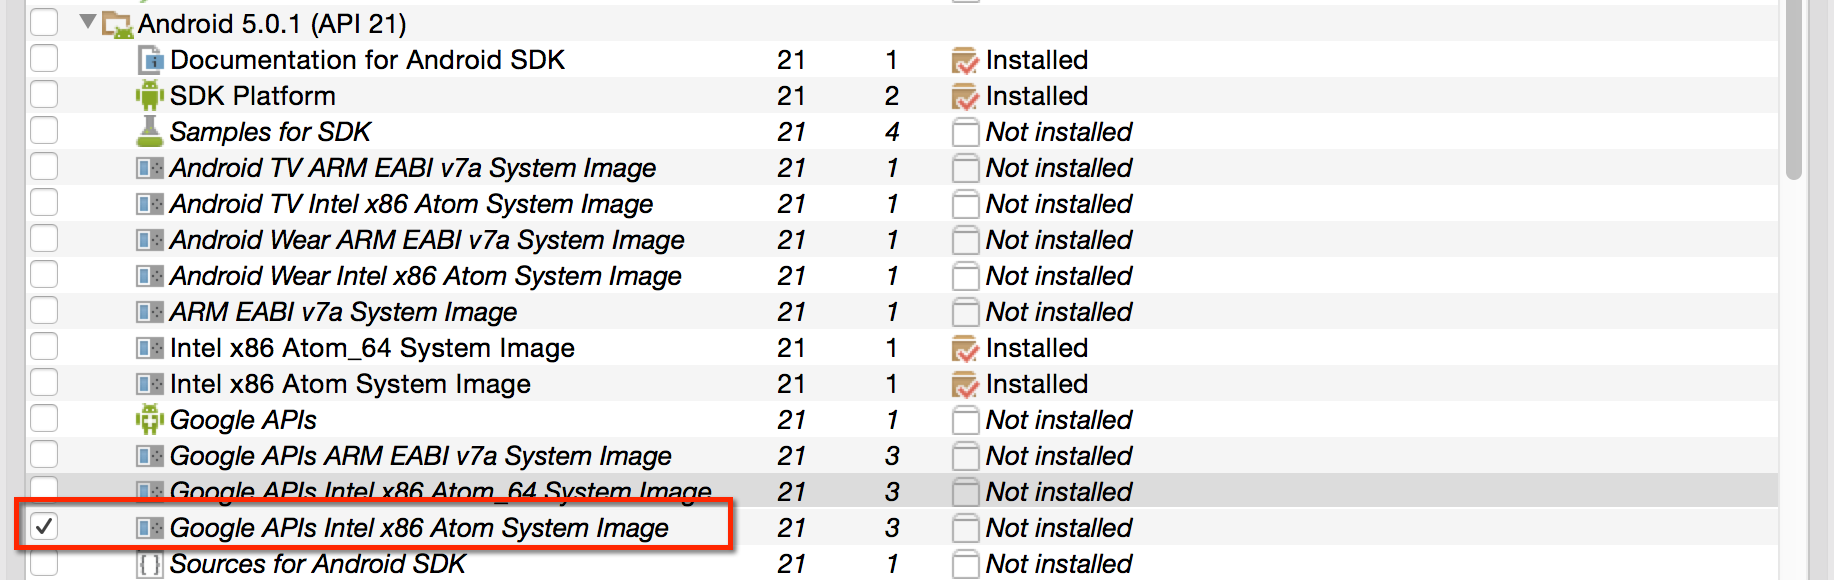 Android 5.0.1 (API 21)
Documentation for Android SDK 21 1 Installed
SDK Platform 21 2 Installed
Samples for SDK 21 4 Not installed
Android TV ARM EABI v7a System Image 21 1 Not installed
Android TV Intel x86 Atom System Image 21 1 Not installed
Android Wear ARM EABI v7a System Image 21 1 Not installed
Android Wear Intel x86 Atom System Image 21 1 Not installed
ARM EABI v7a System Image 21 1 Not installed
Intel x86 Atom_64 System Image 21 1 Installed
Intel x86 Atom System Image 21 1 Installed
Google APIs 21 1 Not installed
Google APIs ARM EABI v7a System Image 21 3 Not installed
Google APIs Intel x86 Atom_64 System Image 21 3 Not installed
Google APIs Intel x86 Atom System Image 21 3 Not installed
Sources for Android SDK 21 1 Not installed